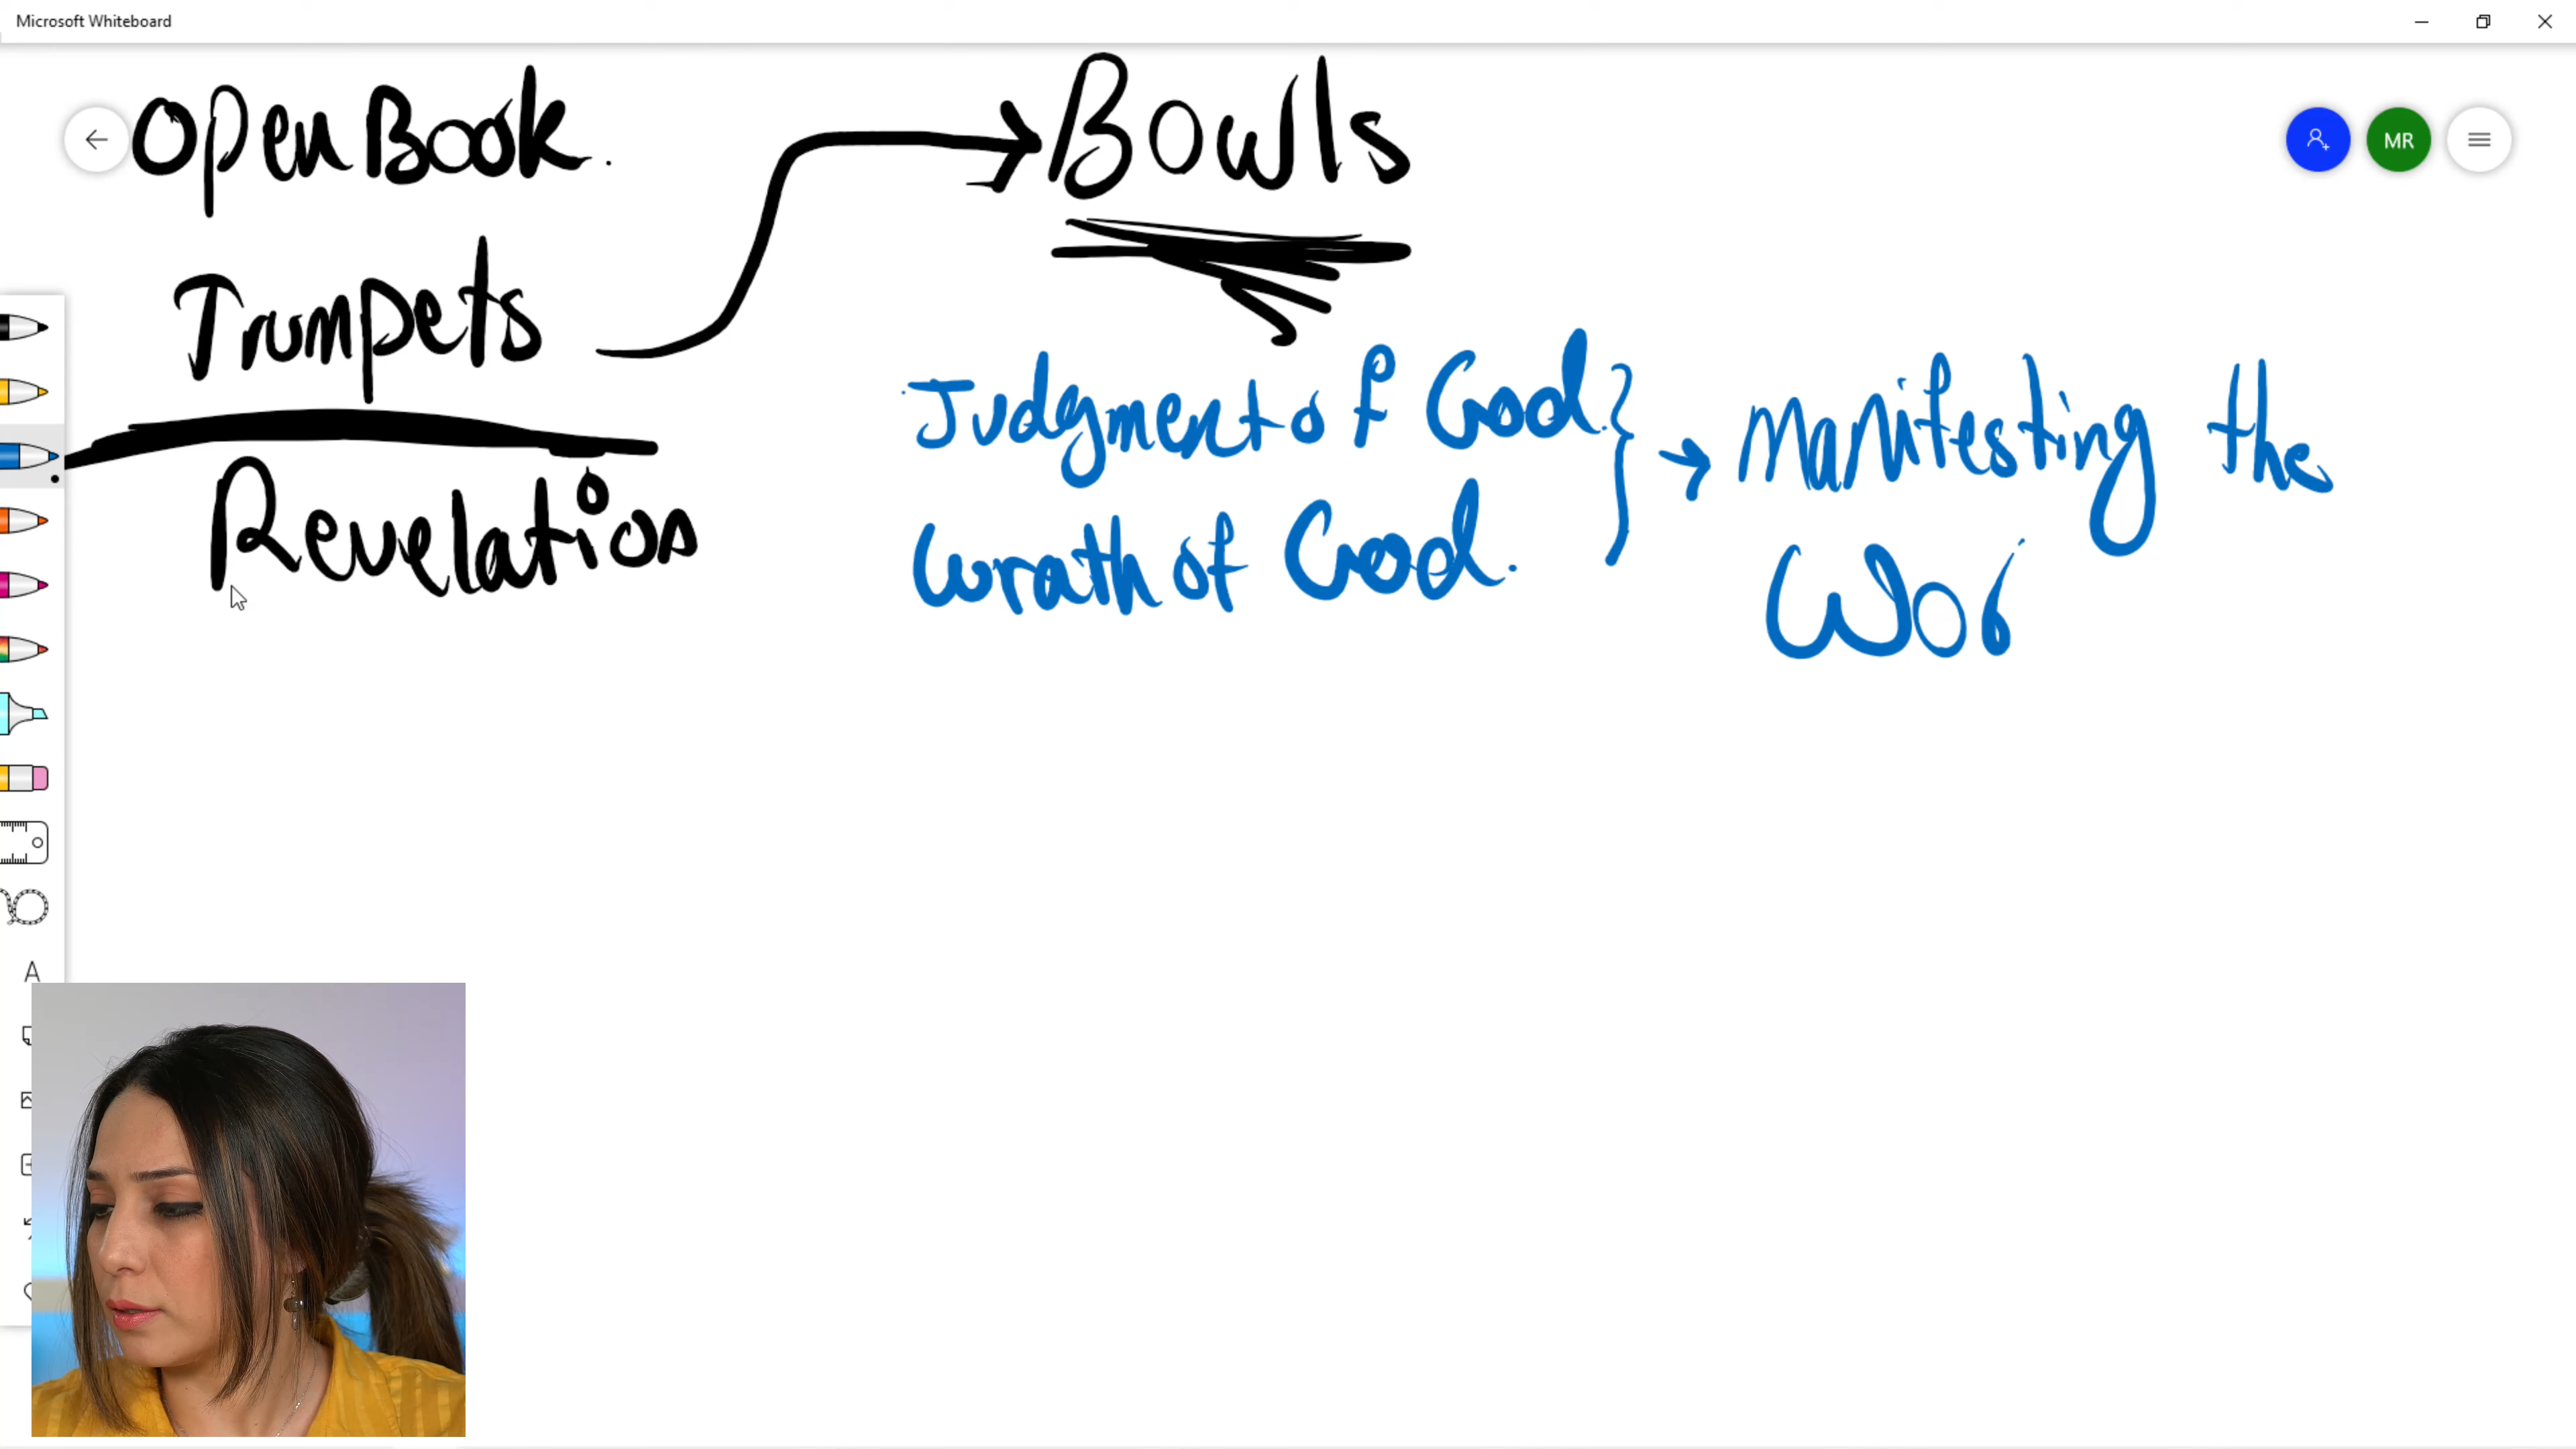 Microsoft Whiteboard
Open Book.
Bowls
MR
Trumpets
Judgment of God
Manifesting the
Revelation
Wrath of God.
A